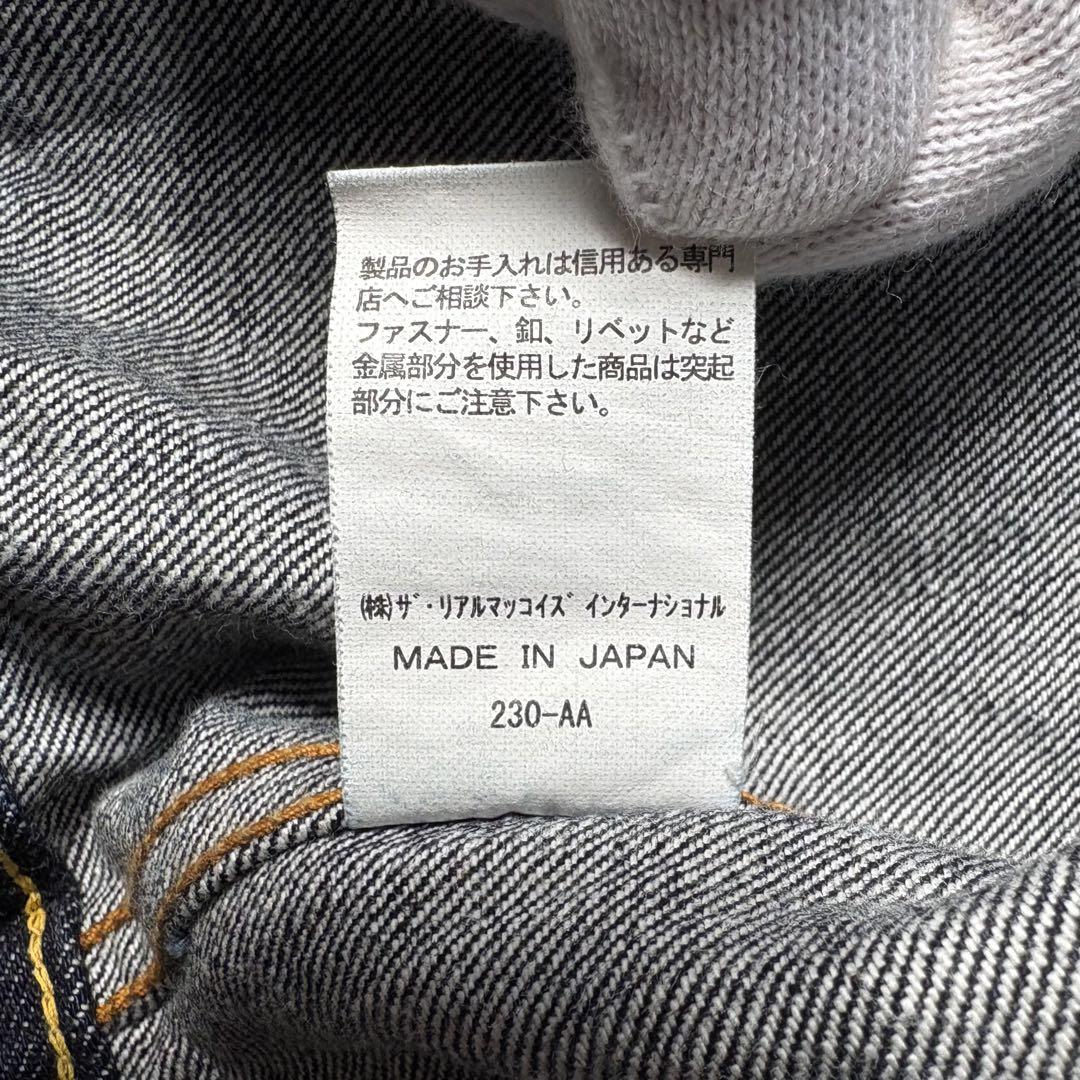 製品のお手入れは信用ある専門
店へご相談下さい。
ファスナー、釦、リベットなど
金属部分を使用した商品は突起
部分にご注意下さい。
㈱ｻﾞ・ﾘｱﾙﾏｯｺｲｽﾞ ｲﾝﾀｰﾅｼｮﾅﾙ
MADE IN JAPAN
230-AA